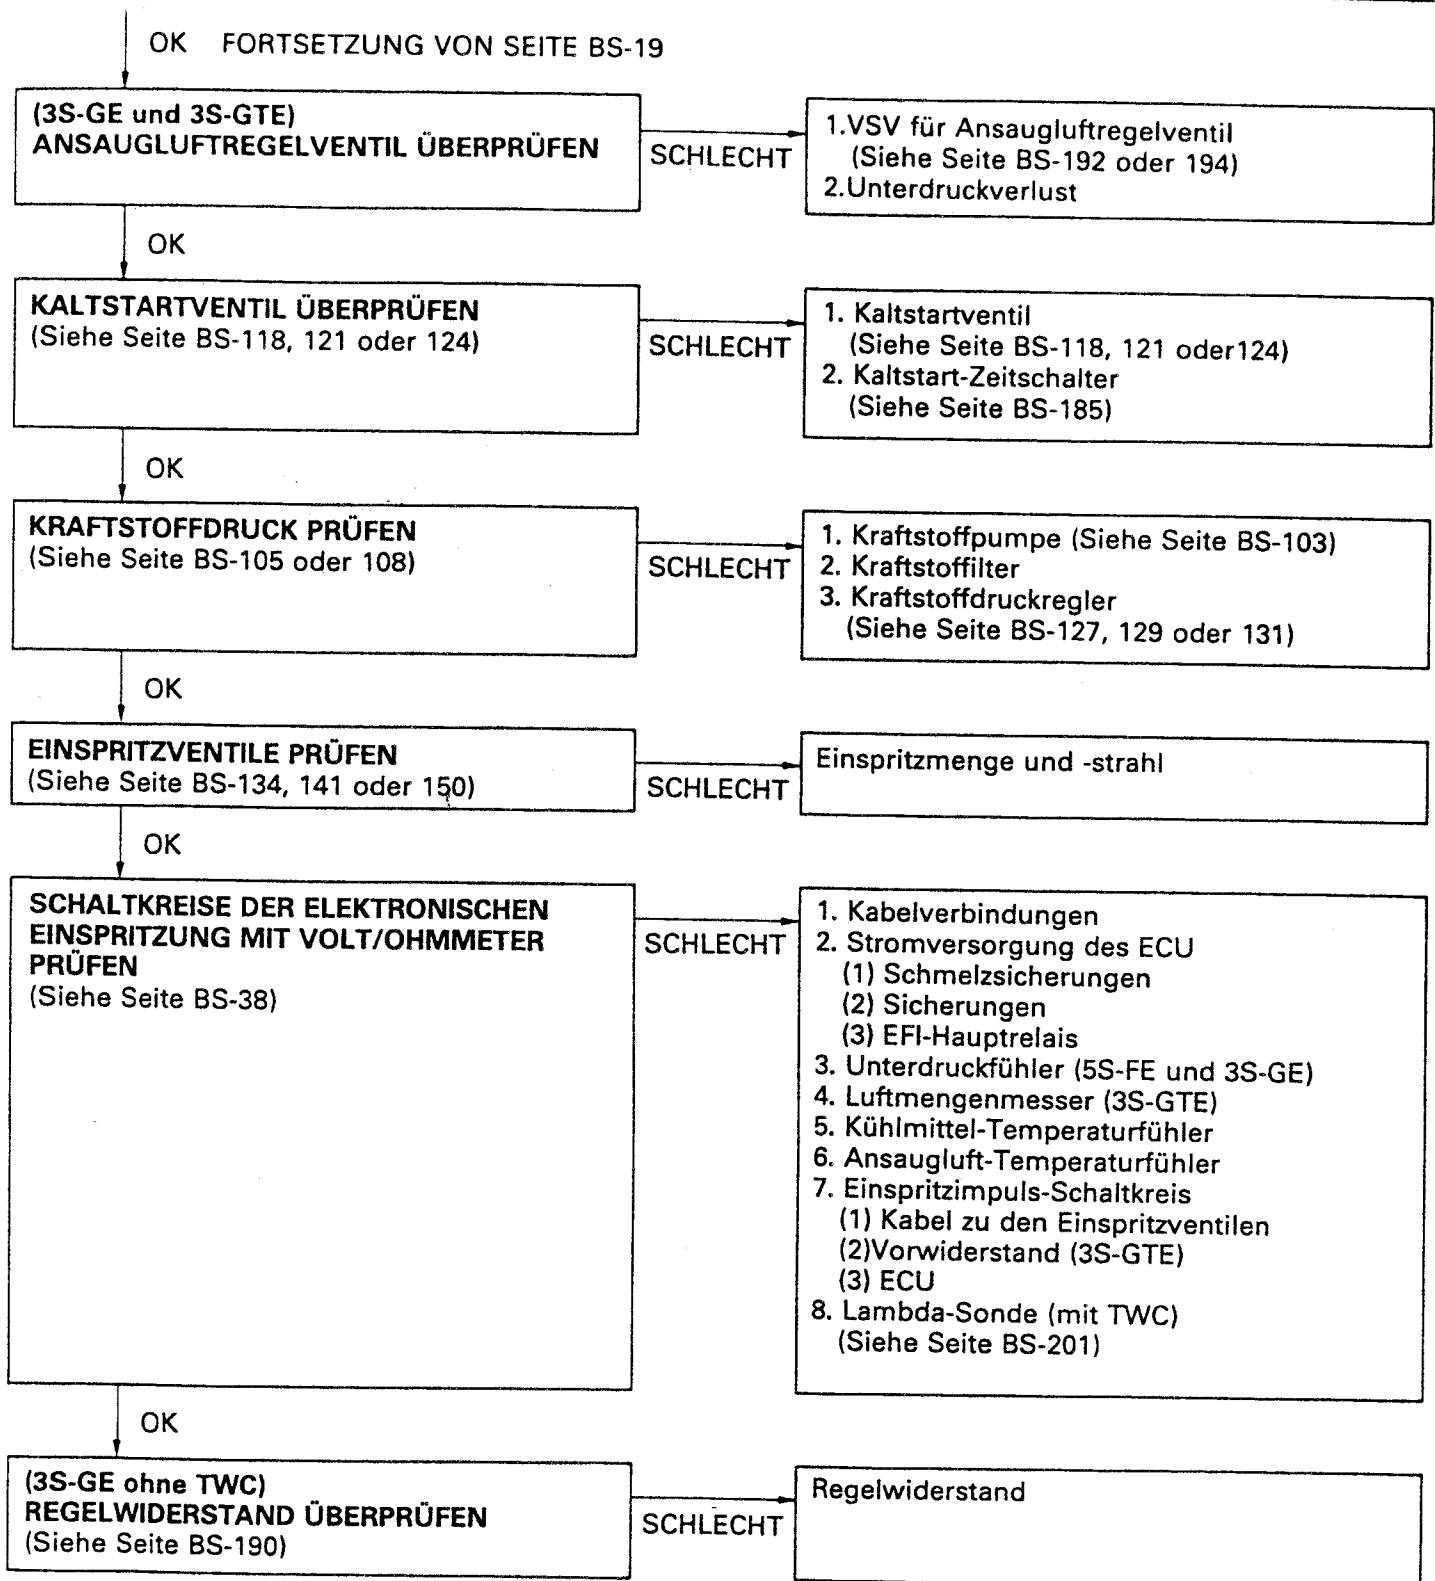 OK FORTSETZUNG VON SEITE BS-19
(3S-GE und 3S-GTE)
ANSAUGLUFTREGELVENTIL ÜBERPRÜFEN
SCHLECHT
1.VSV für Ansaugluftregelventil
(Siehe Seite BS-192 oder 194)
2.Unterdruckverlust
OK
KALTSTARTVENTIL ÜBERPRÜFEN
(Siehe Seite BS-118, 121 oder 124)
SCHLECHT
1. Kaltstartventil
(Siehe Seite BS-118, 121 oder124)
2. Kaltstart-Zeitschalter
(Siehe Seite BS-185)
OK
KRAFTSTOFFDRUCK PRÜFEN
(Siehe Seite BS-105 oder 108)
SCHLECHT
1. Kraftstoffpumpe (Siehe Seite BS-103)
2. Kraftstoffilter
3. Kraftstoffdruckregler
(Siehe Seite BS-127, 129 oder 131)
OK
EINSPRITZVENTILE PRÜFEN
(Siehe Seite BS-134, 141 oder 150)
SCHLECHT
Einspritzmenge und -strahl
OK
SCHALTKREISE DER ELEKTRONISCHEN
EINSPRITZUNG MIT VOLT/OHMMETER
PRÜFEN
(Siehe Seite BS-38)
SCHLECHT
1. Kabelverbindungen
2. Stromversorgung des ECU
(1) Schmelzsicherungen
(2) Sicherungen
(3) EFI-Hauptrelais
3. Unterdruckfühler (5S-FE und 3S-GE)
4. Luftmengenmesser (3S-GTE)
5. Kühlmittel-Temperaturfühler
6. Ansaugluft-Temperaturfühler
7. Einspritzimpuls-Schaltkreis
(1) Kabel zu den Einspritzventilen
(2)Vorwiderstand (3S-GTE)
(3) ECU
8. Lambda-Sonde (mit TWC)
(Siehe Seite BS-201)
OK
(3S-GE ohne TWC)
REGELWIDERSTAND ÜBERPRÜFEN
(Siehe Seite BS-190)
SCHLECHT
Regelwiderstand